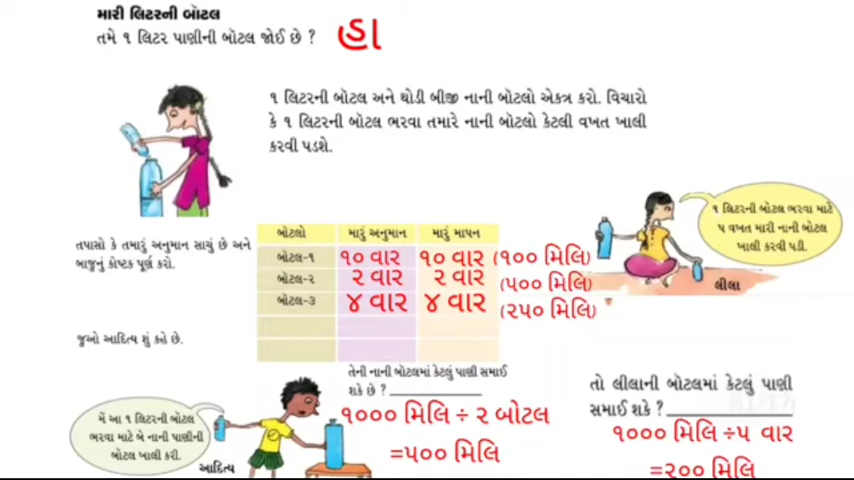 મારી લિટરની બૉટલ
તમે ૧ લિટર પાણીની બૉટલ જોઈ છે ? હા
૧ લિટરની બૉટલ અને થોડી બીજી નાની બૉટલો એકત્ર કરો. વિચારો
કે ૧ લિટરની બૉટલ ભરવા તમારે નાની બૉટલો કેટલી વખત ખાલી
કરવી પડશે.
૧ લિટરની બૉટલ ભરવા માટે
૫ વખત મારી નાની બૉટલ
ખાલી કરવી પડી.
લીલા
તપાસો કે તમારું અનુમાન સાચું છે અને
બાજુનું કોષ્ટક પૂર્ણ કરો.
બૉટલો મારું અનુમાન મારું માપન
બૉટલ-૧ ૧૦ વાર ૧૦ વાર (૧૦૦ મિલિ)
બૉટલ-૨ ૨ વાર ૨ વાર (૫૦૦ મિલિ)
બૉટલ-૩ ૪ વાર ૪ વાર (૨૫૦ મિલિ)
જુઓ આદિત્ય શું કહે છે.
મેં આ ૧ લિટરની બૉટલ
ભરવા માટે બે નાની પાણીની
બૉટલ ખાલી કરી.
આદિત્ય
તેની નાની બૉટલમાં કેટલું પાણી સમાઈ
શકે છે ?
૧૦૦૦ મિલિ ÷ ૨ બોટલ
=૫૦૦ મિલિ
તો લીલાની બૉટલમાં કેટલું પાણી
સમાઈ શકે ?
૧૦૦૦ મિલિ ÷૫ વાર
=૨૦૦ મિલિ